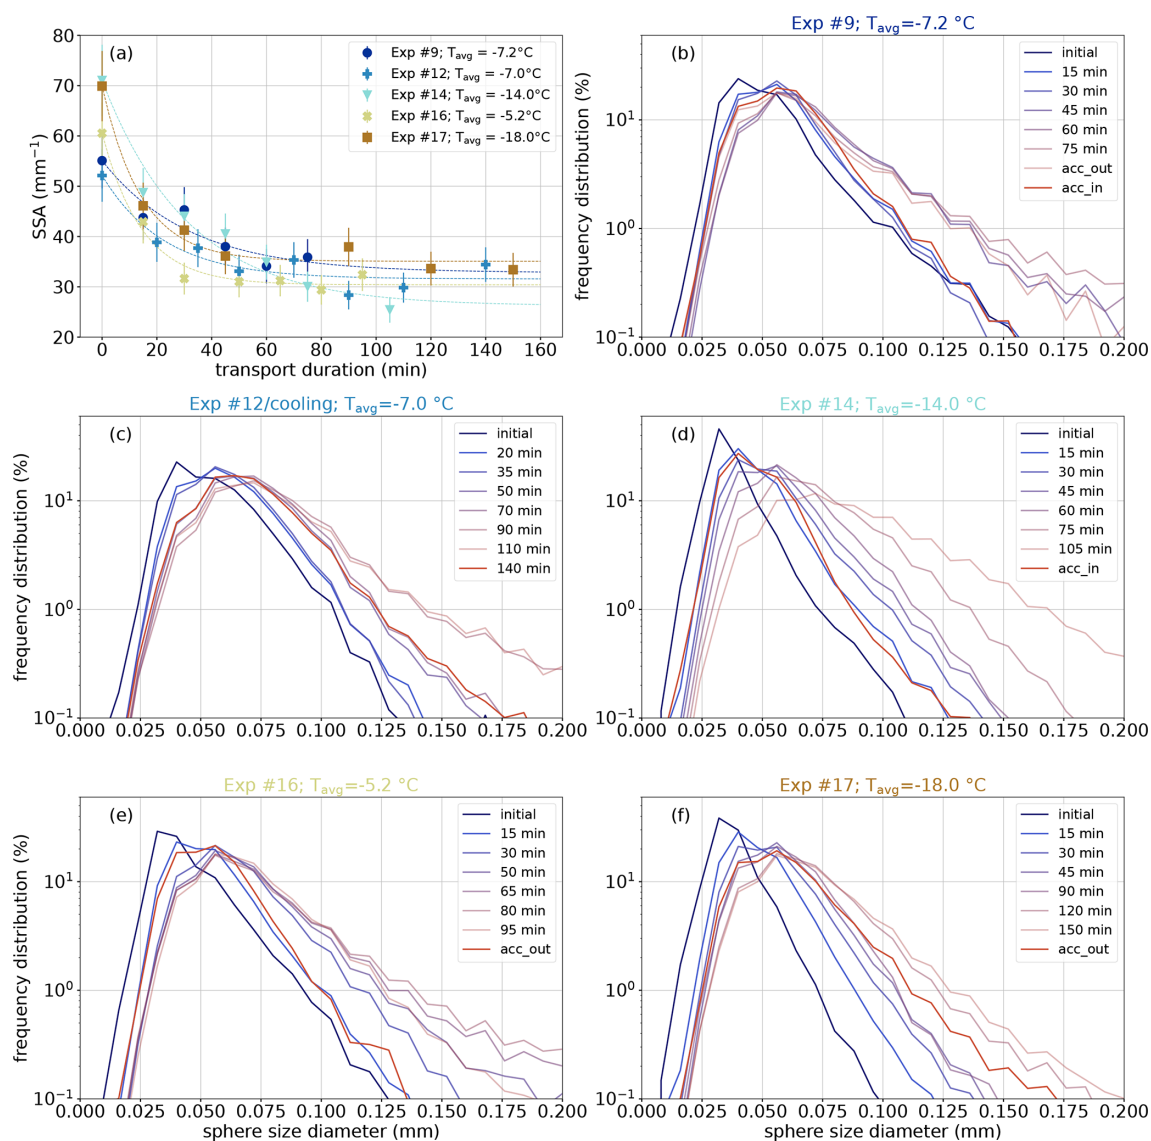 Exp #9; Tavg=-7.2 °C
(a)
Exp #9; Tavg = -7.2°C
Exp #12; Tavg = -7.0°C
Exp #14; Tavg = -14.0°C
Exp #16; Tavg = -5.2°C
Exp #17; Tavg = -18.0°C
SSA (mm−1)
80
70
60
50
40
30
20
0 20 40 60 80 100 120 140 160
transport duration (min)
(b)
initial
15 min
30 min
45 min
60 min
75 min
acc_out
acc_in
frequency distribution (%)
10¹
10⁰
10−1
0.000 0.025 0.050 0.075 0.100 0.125 0.150 0.175 0.200
Exp #12/cooling; Tavg=-7.0 °C
(c)
initial
20 min
35 min
50 min
70 min
90 min
110 min
140 min
frequency distribution (%)
10¹
10⁰
10−1
0.000 0.025 0.050 0.075 0.100 0.125 0.150 0.175 0.200
Exp #14; Tavg=-14.0 °C
(d)
initial
15 min
30 min
45 min
60 min
75 min
105 min
acc_in
10¹
10⁰
10−1
0.000 0.025 0.050 0.075 0.100 0.125 0.150 0.175 0.200
Exp #16; Tavg=-5.2 °C
(e)
initial
15 min
30 min
50 min
65 min
80 min
95 min
acc_out
frequency distribution (%)
10¹
10⁰
10−1
0.000 0.025 0.050 0.075 0.100 0.125 0.150 0.175 0.200
sphere size diameter (mm)
Exp #17; Tavg=-18.0 °C
(f)
initial
15 min
30 min
45 min
90 min
120 min
150 min
acc_out
10¹
10⁰
10−1
0.000 0.025 0.050 0.075 0.100 0.125 0.150 0.175 0.200
sphere size diameter (mm)